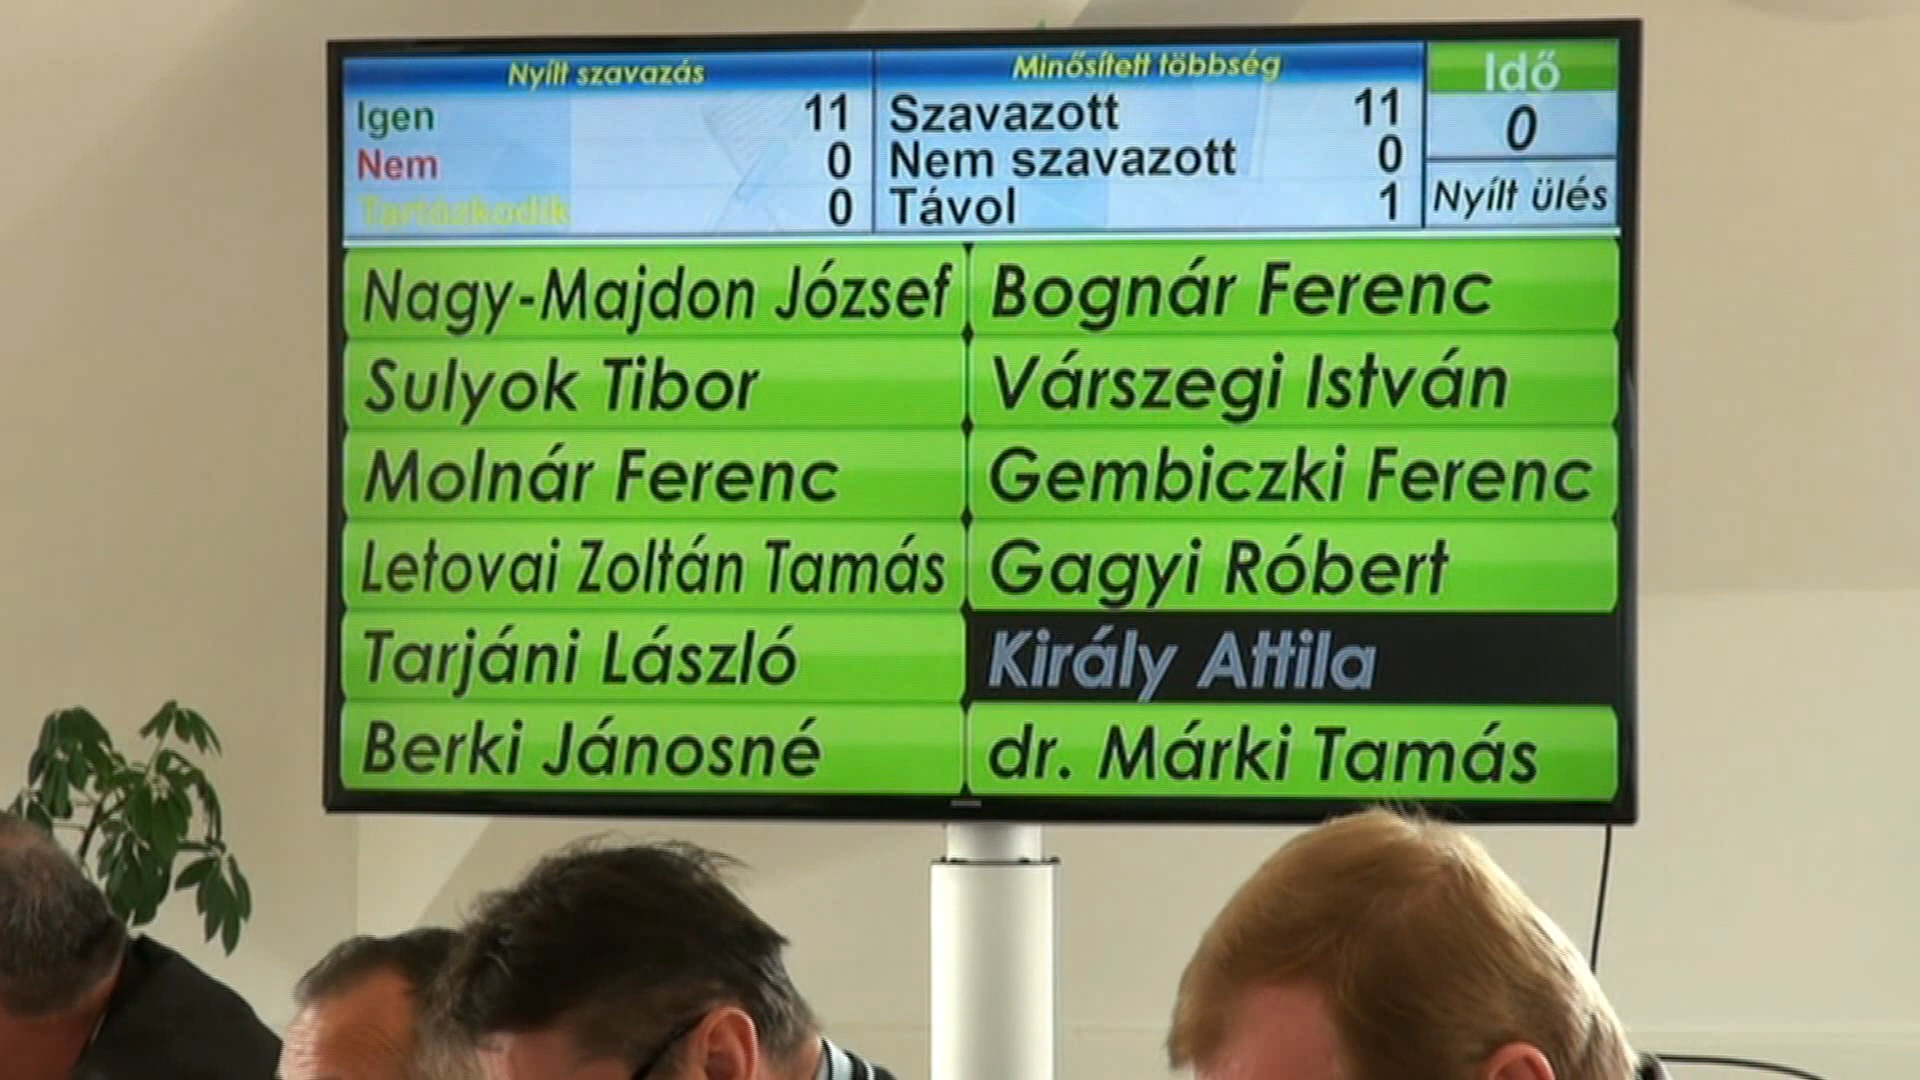 Nyílt szavazás
Igen 11
Nem 0
Tartózkodik 0
Minősített többség
Szavazott 11
Nem szavazott 0
Távol 1
Idő
0
Nyílt ülés
Nagy-Majdon József
Sulyok Tibor
Molnár Ferenc
Letovai Zoltán Tamás
Tarjáni László
Berki Jánosné
Bognár Ferenc
Várszegi István
Gembiczki Ferenc
Gagyi Róbert
Király Attila
dr. Márki Tamás